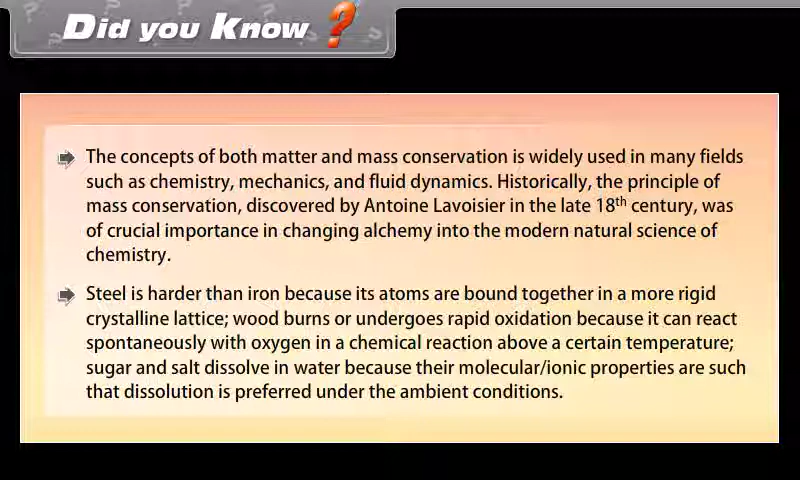 Did you Know ?
The concepts of both matter and mass conservation is widely used in many fields
such as chemistry, mechanics, and fluid dynamics. Historically, the principle of
mass conservation, discovered by Antoine Lavoisier in the late 18th century, was
of crucial importance in changing alchemy into the modern natural science of
chemistry.
Steel is harder than iron because its atoms are bound together in a more rigid
crystalline lattice; wood burns or undergoes rapid oxidation because it can react
spontaneously with oxygen in a chemical reaction above a certain temperature;
sugar and salt dissolve in water because their molecular/ionic properties are such
that dissolution is preferred under the ambient conditions.